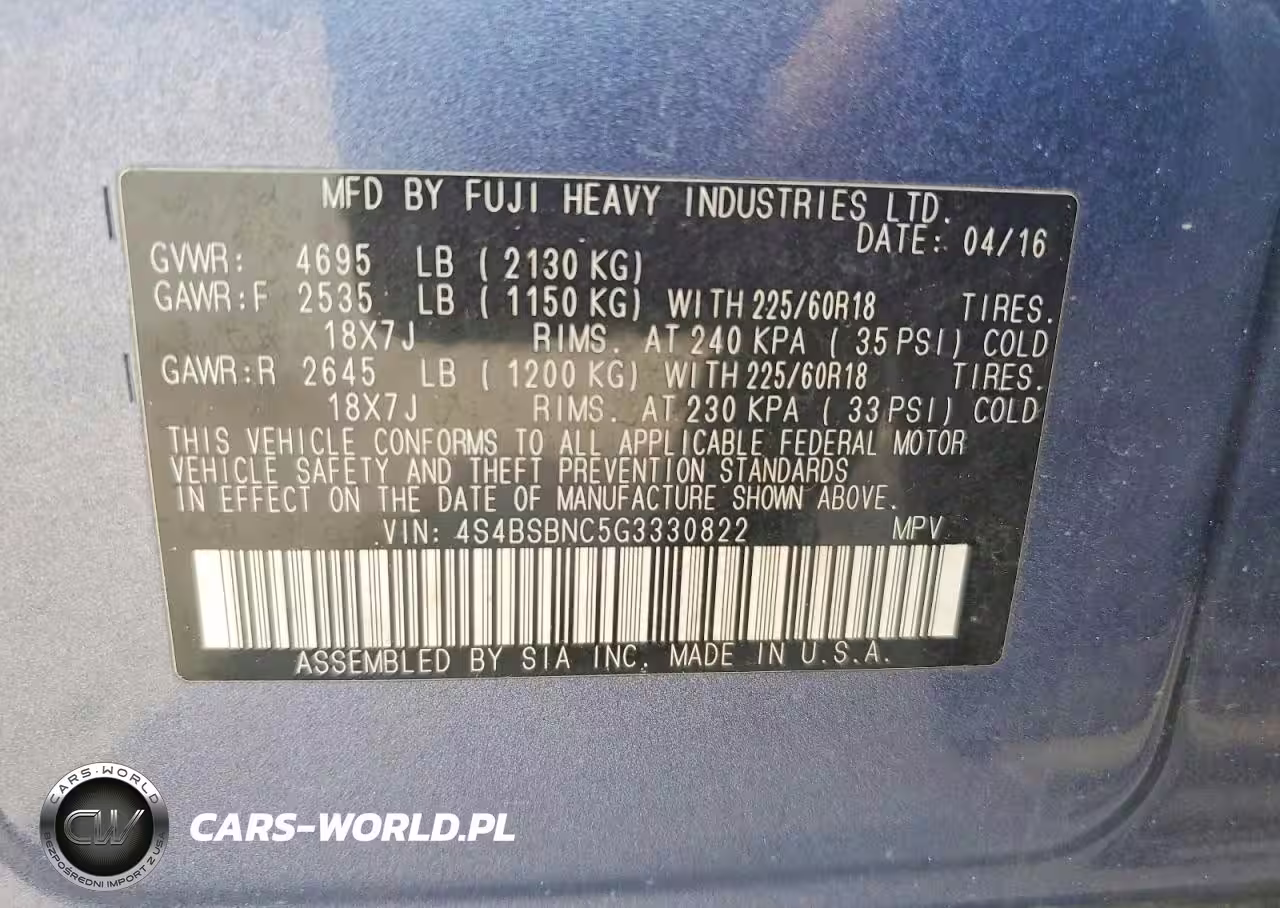 MFD BY FUJI HEAVY INDUSTRIES LTD.
DATE: 04/16
GVWR: 4695 LB ( 2130 KG)
GAWR:F 2535 LB ( 1150 KG) WITH 225/60R18 TIRES.
18X7J RIMS. AT 240 KPA ( 35 PSI) COLD
GAWR:R 2645 LB ( 1200 KG) WITH 225/60R18 TIRES.
18X7J RIMS. AT 230 KPA ( 33 PSI) COLD
THIS VEHICLE CONFORMS TO ALL APPLICABLE FEDERAL MOTOR
VEHICLE SAFETY AND THEFT PREVENTION STANDARDS
IN EFFECT ON THE DATE OF MANUFACTURE SHOWN ABOVE.
VIN: 4S4BSBNC5G3330822 MPV
ASSEMBLED BY SIA INC. MADE IN U.S.A.
CARS-WORLD
CW
BEZPOŚREDNI IMPORT Z USA
CARS-WORLD.PL